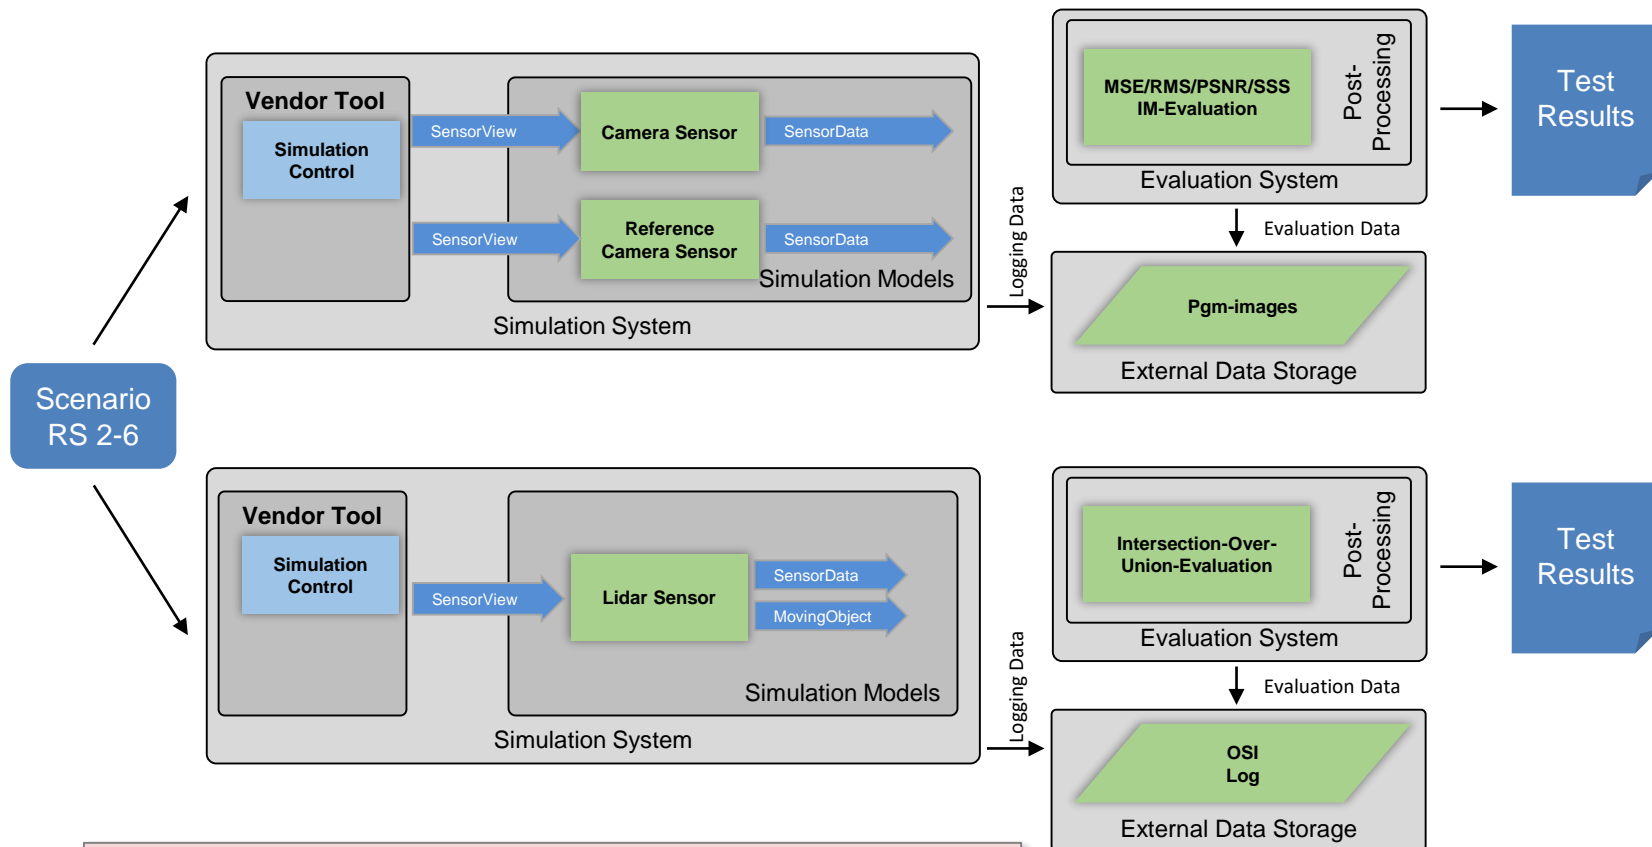 Scenario
RS 2-6
Vendor Tool
Simulation
Control
SensorView
Camera Sensor
SensorData
SensorView
Reference
Camera Sensor
SensorData
Simulation Models
Simulation System
Logging Data
MSE/RMS/PSNR/SSS
IM-Evaluation
Post-
Processing
Evaluation System
Evaluation Data
Pgm-images
External Data Storage
Test
Results
Vendor Tool
Simulation
Control
SensorView
Lidar Sensor
SensorData
MovingObject
Simulation Models
Simulation System
Logging Data
Intersection-Over-
Union-Evaluation
Post-
Processing
Evaluation System
Evaluation Data
OSI
Log
External Data Storage
Test
Results